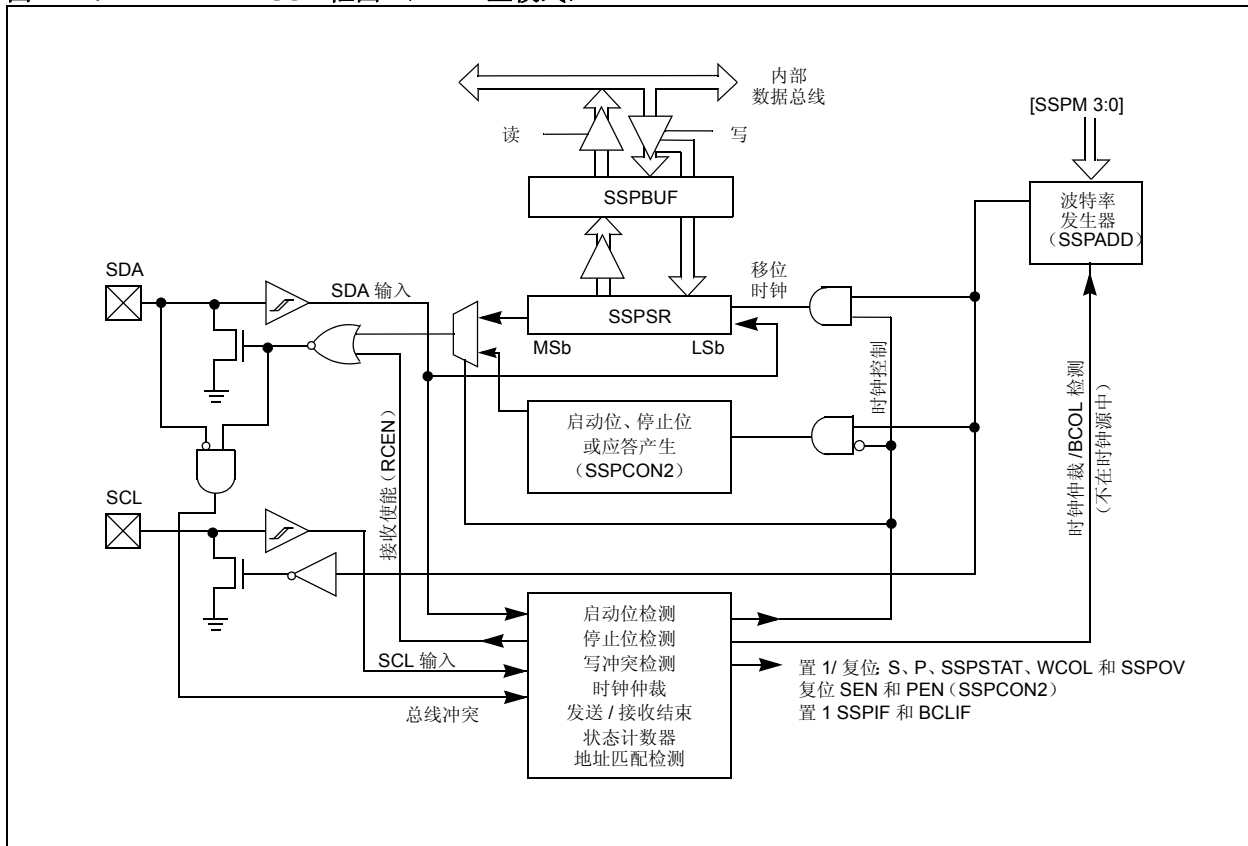 内部
数据总线
[SSPM 3:0]
读
写
SSPBUF
波特率
发生器
（SSPADD）
SDA
SDA 输入
移位
时钟
SSPSR
MSb
LSb
时钟控制
启动位、停止位
或应答产生
（SSPCON2）
接收使能（RCEN）
时钟仲裁/BCOL 检测
（不在时钟源中）
SCL
SCL 输入
总线冲突
启动位检测
停止位检测
写冲突检测
时钟仲裁
发送 / 接收结束
状态计数器
地址匹配检测
置 1/ 复位: S、P、SSPSTAT、WCOL 和 SSPOV
复位 SEN 和 PEN（SSPCON2）
置 1 SSPIF 和 BCLIF